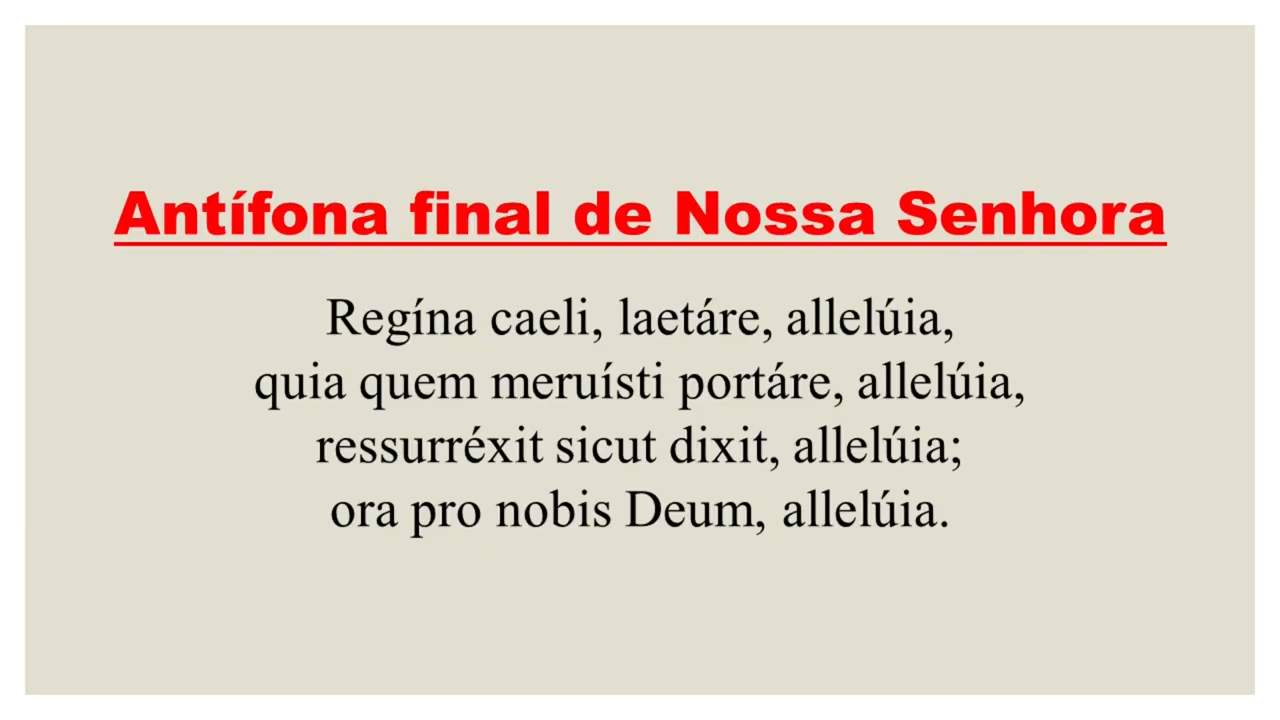 Antífona final de Nossa Senhora
Regína caeli, laetáre, allelúia,
quia quem meruísti portáre, allelúia,
ressurréxit sicut dixit, allelúia;
ora pro nobis Deum, allelúia.